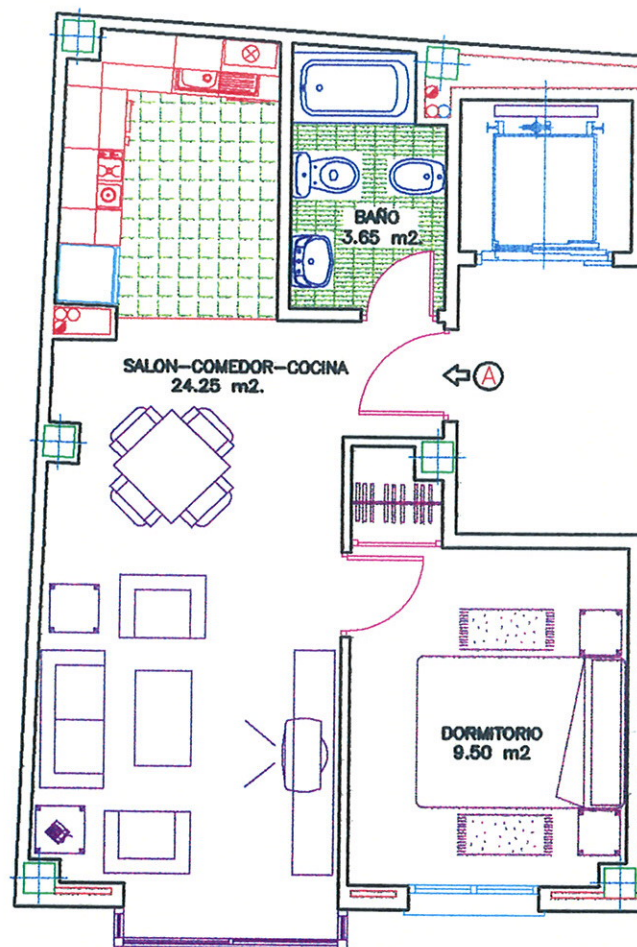 BAÑO
3.65 m2.
SALON-COMEDOR-COCINA
24.25 m2.
A
DORMITORIO
9.50 m2